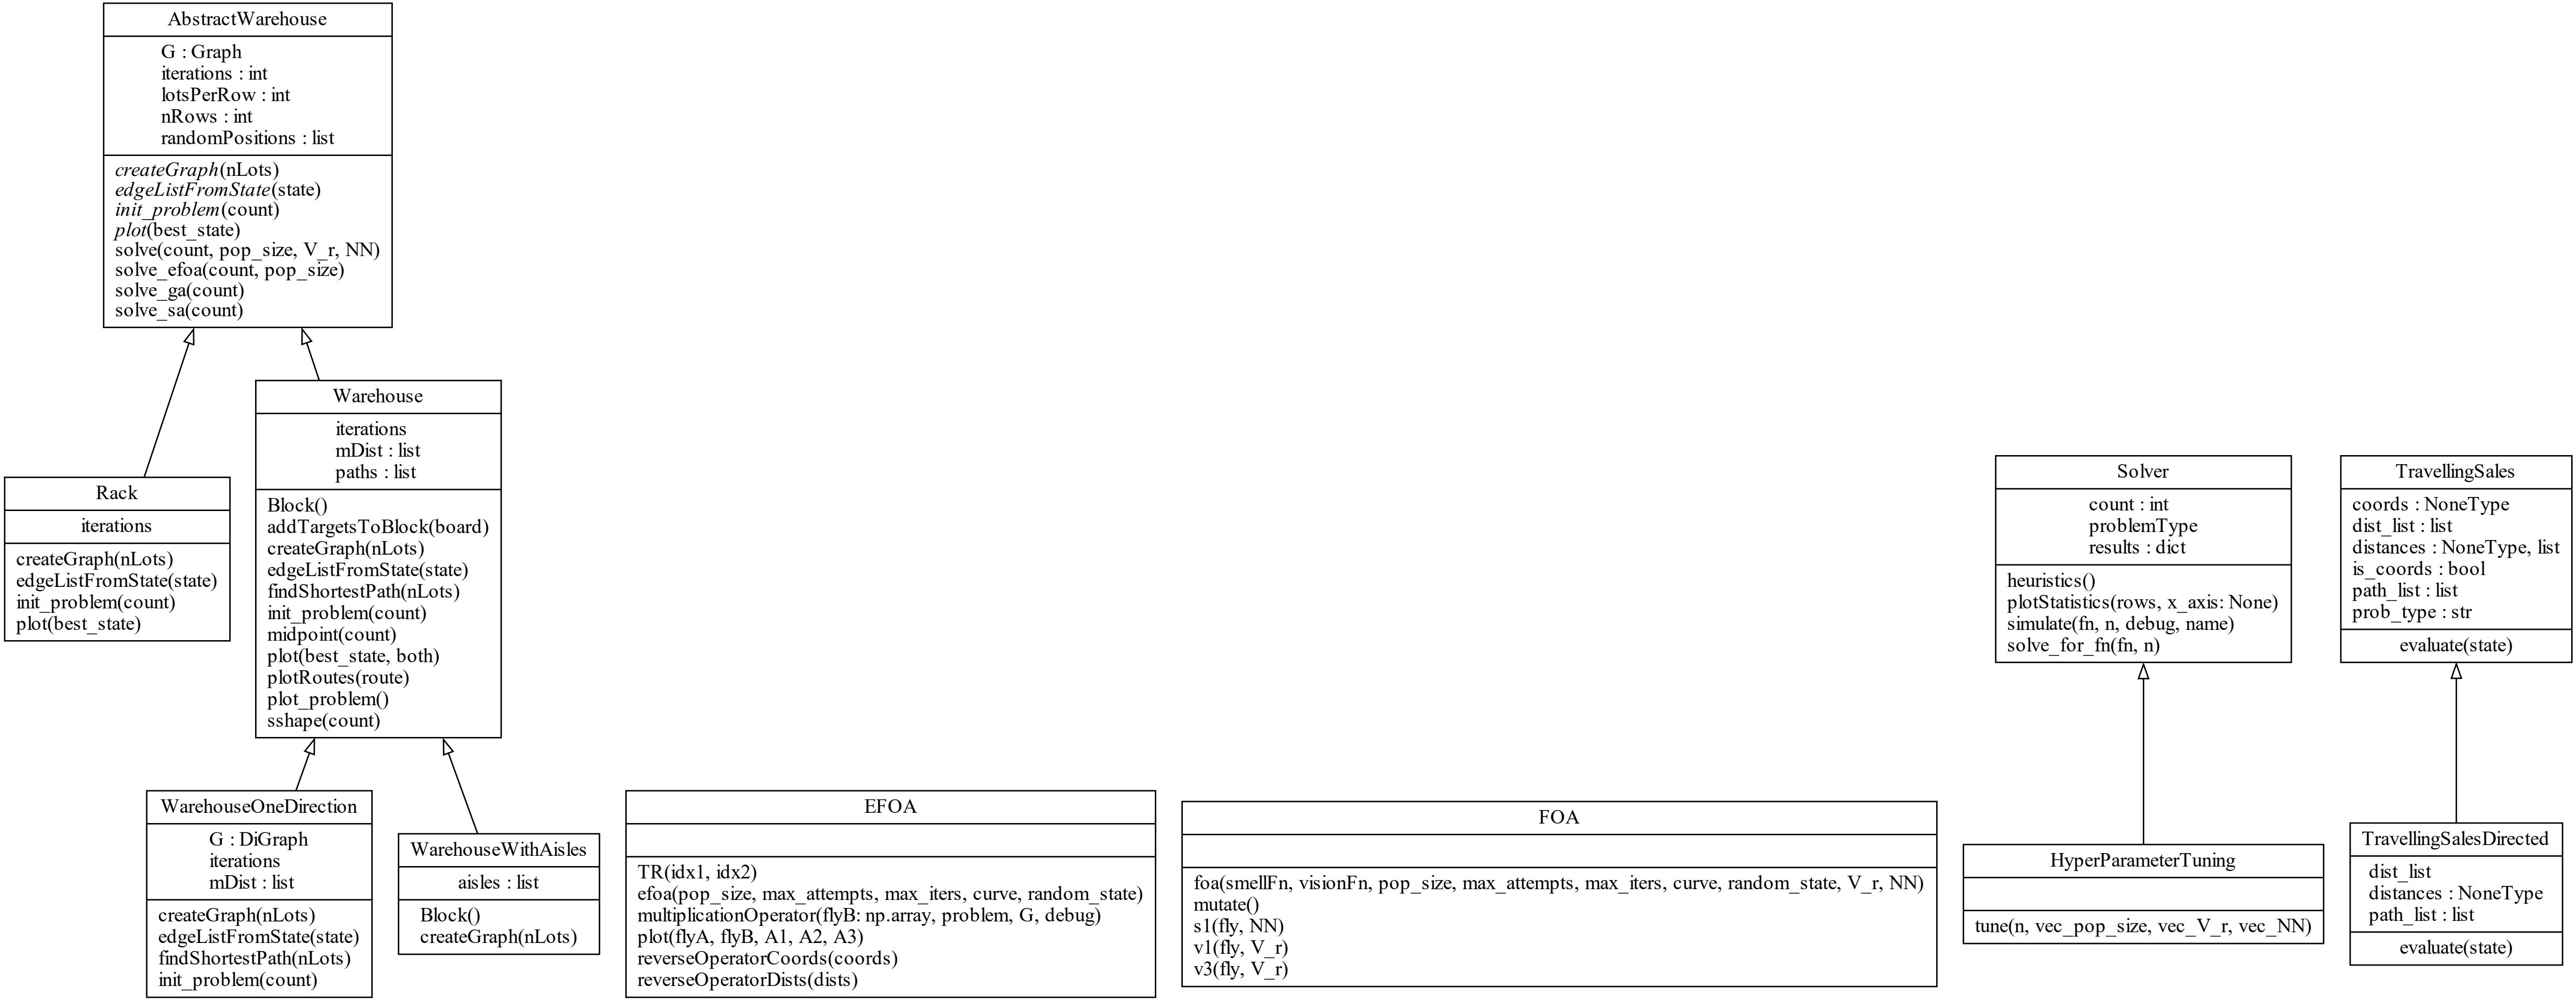 AbstractWarehouse
G : Graph
iterations : int
lotsPerRow : int
nRows : int
randomPositions : list
createGraph(nLots)
edgeListFromState(state)
init_problem(count)
plot(best_state)
solve(count, pop_size, V_r, NN)
solve_efoa(count, pop_size)
solve_ga(count)
solve_sa(count)
Rack
iterations
createGraph(nLots)
edgeListFromState(state)
init_problem(count)
plot(best_state)
Warehouse
iterations
mDist : list
paths : list
Block()
addTargetsToBlock(board)
createGraph(nLots)
edgeListFromState(state)
findShortestPath(nLots)
init_problem(count)
midpoint(count)
plot(best_state, both)
plotRoutes(route)
plot_problem()
sshape(count)
Solver
count : int
problemType
results : dict
heuristics()
plotStatistics(rows, x_axis: None)
simulate(fn, n, debug, name)
solve_for_fn(fn, n)
TravellingSales
coords : NoneType
dist_list : list
distances : NoneType, list
is_coords : bool
path_list : list
prob_type : str
evaluate(state)
WarehouseOneDirection
G : DiGraph
iterations
mDist : list
createGraph(nLots)
edgeListFromState(state)
findShortestPath(nLots)
init_problem(count)
WarehouseWithAisles
aisles : list
Block()
createGraph(nLots)
EFOA
TR(idx1, idx2)
efoa(pop_size, max_attempts, max_iters, curve, random_state)
multiplicationOperator(flyB: np.array, problem, G, debug)
plot(flyA, flyB, A1, A2, A3)
reverseOperatorCoords(coords)
reverseOperatorDists(dists)
FOA
foa(smellFn, visionFn, pop_size, max_attempts, max_iters, curve, random_state, V_r, NN)
mutate()
s1(fly, NN)
v1(fly, V_r)
v3(fly, V_r)
HyperParameterTuning
tune(n, vec_pop_size, vec_V_r, vec_NN)
TravellingSalesDirected
dist_list
distances : NoneType
path_list : list
evaluate(state)